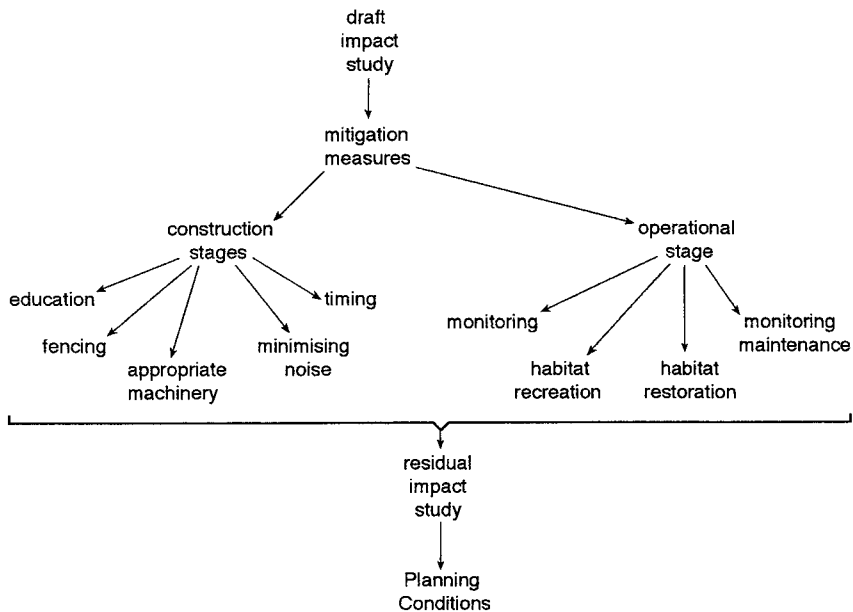 draft
impact
study
mitigation
measures
construction
stages
operational
stage
education
timing
fencing
appropriate
machinery
minimising
noise
monitoring
habitat
recreation
habitat
restoration
monitoring
maintenance
residual
impact
study
Planning
Conditions